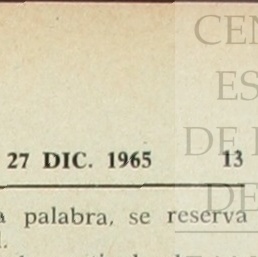 CEN
ES
DE
27 DIC. 1965 13
DE
a palabra, se reserva